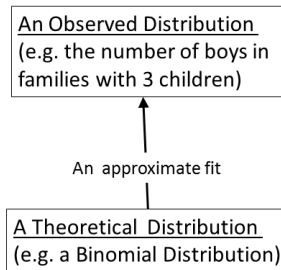 An Observed Distribution
(e.g. the number of boys in
families with 3 children)
An approximate fit
A Theoretical Distribution
(e.g. a Binomial Distribution)